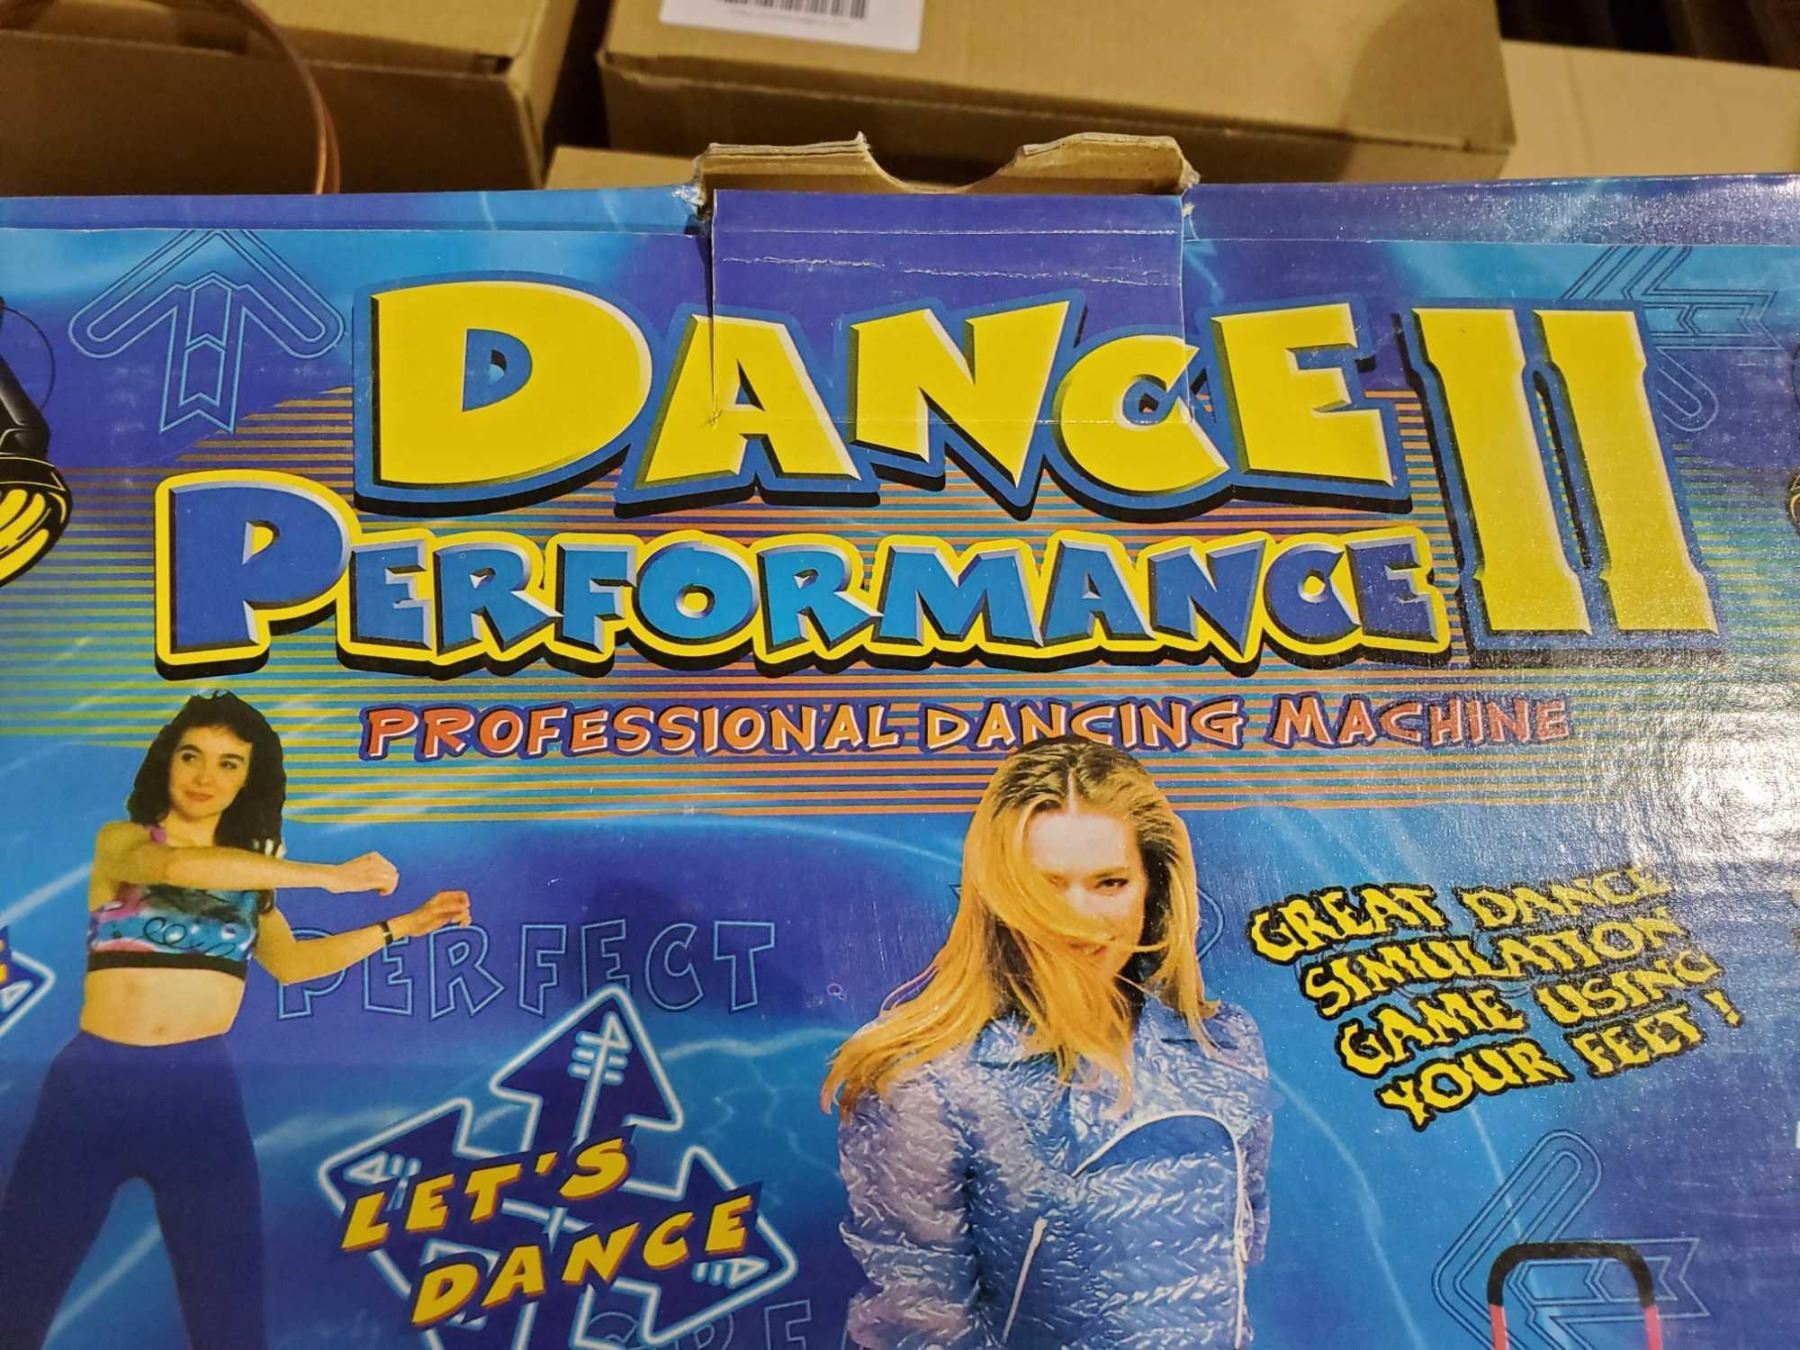 DANCE II
PERFORMANCE
PROFESSIONAL DANCING MACHINE
PERFECT
GREAT DANCE
SIMULATION
GAME USING
YOUR FEET!
LET'S
DANCE